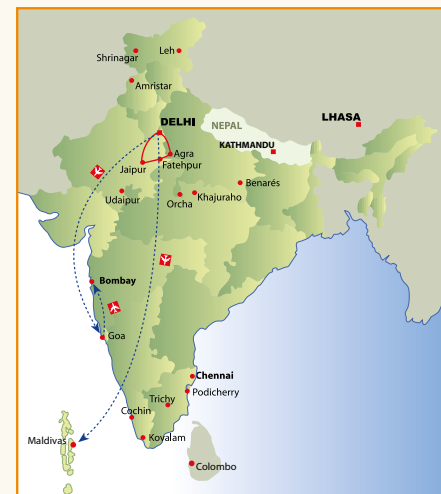 Leh
Shrinagar
Amristar
DELHI
LHASA
NEPAL
KATHMANDU
Agra
Fatehpur
Jaipur
Benarés
Khajuraho
Orcha
Udaipur
Bombay
Goa
Chennai
Podicherry
Trichy
Cochin
Kovalam
Maldivas
Colombo